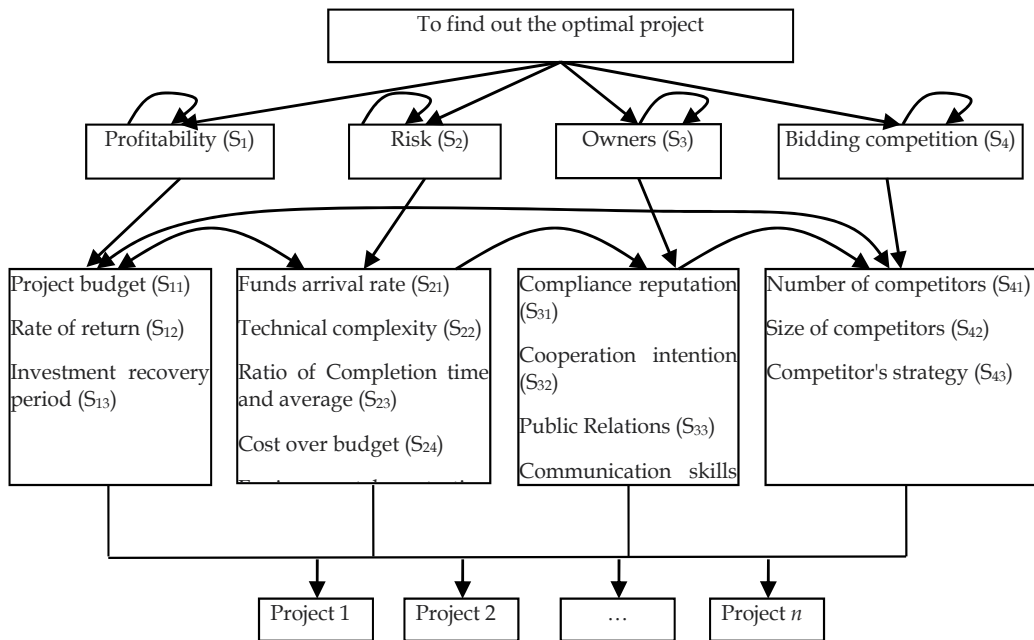 To find out the optimal project
Profitability (S1)
Risk (S2)
Owners (S3)
Bidding competition (S4)
Project budget (S11)
Rate of return (S12)
Investment recovery
period (S13)
Funds arrival rate (S21)
Technical complexity (S22)
Ratio of Completion time
and average (S23)
Cost over budget (S24)
Compliance reputation
(S31)
Cooperation intention
(S32)
Public Relations (S33)
Communication skills
Number of competitors (S41)
Size of competitors (S42)
Competitor's strategy (S43)
Project 1
Project 2
…
Project n